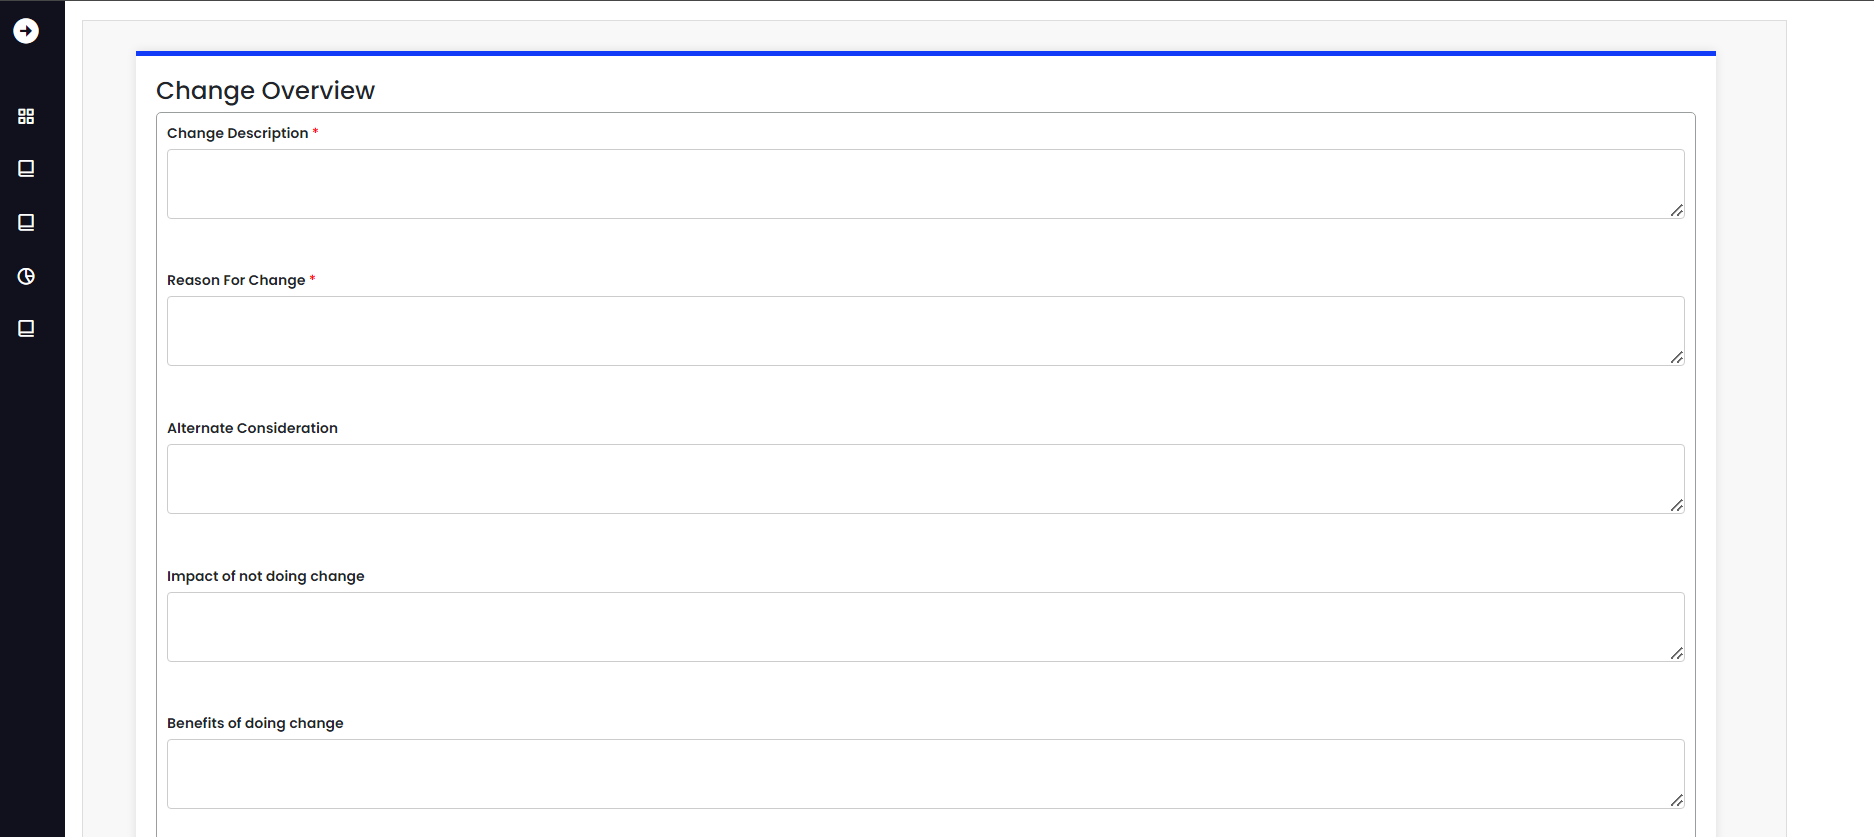 Change Overview
Change Description *
Reason For Change *
Alternate Consideration
Impact of not doing change
Benefits of doing change